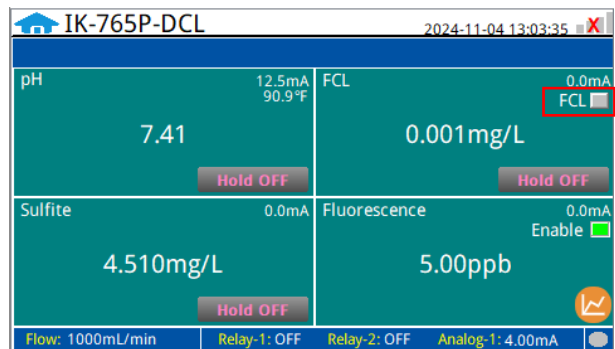 IK-765P-DCL
2024-11-04 13:03:35
pH
12.5mA
90.9°F
7.41
Hold OFF
FCL
0.0mA
FCL
0.001mg/L
Hold OFF
Sulfite
0.0mA
4.510mg/L
Hold OFF
Fluorescence
0.0mA
Enable
5.00ppb
Flow: 1000mL/min Relay-1: OFF Relay-2: OFF Analog-1: 4.00mA